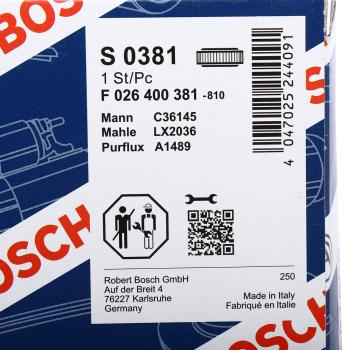 BOSCH
S 0381
1 St/Pc
F 026 400 381 -810
Mann C36145
Mahle LX2036
Purflux A1489
4 047025 244091
Robert Bosch GmbH
Auf der Breit 4
76227 Karlsruhe
Germany
250
Made in Italy
Fabriqué en Italie
BOSCH
BOSCH